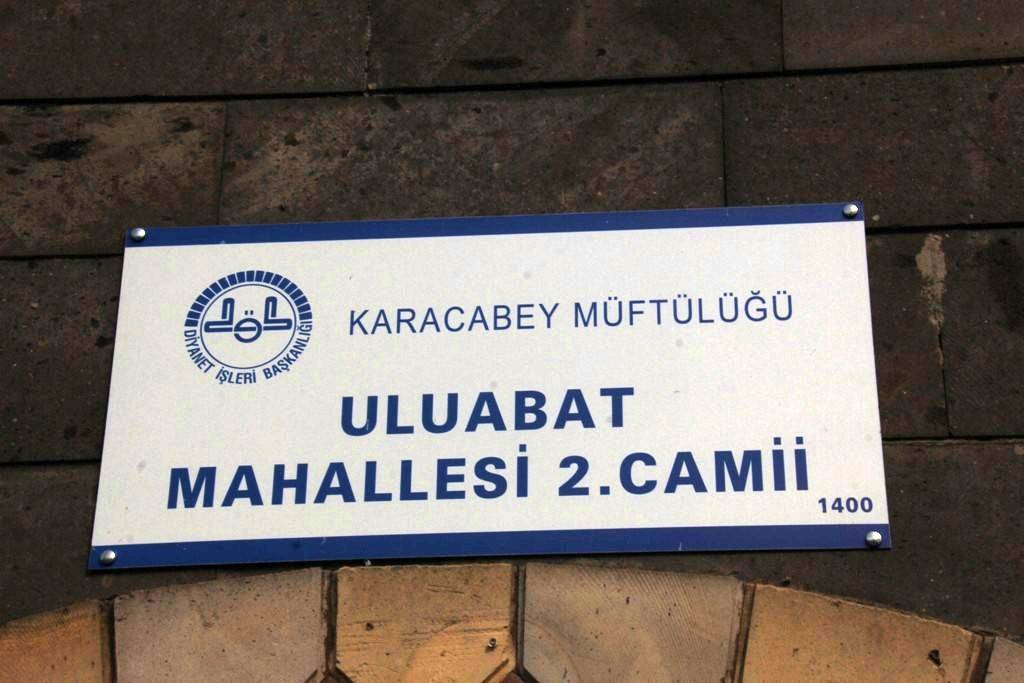 DİYANET İŞLERİ BAŞKANLIĞI
KARACABEY MÜFTÜLÜĞÜ
ULUABAT
MAHALLESİ 2.CAMİİ
1400